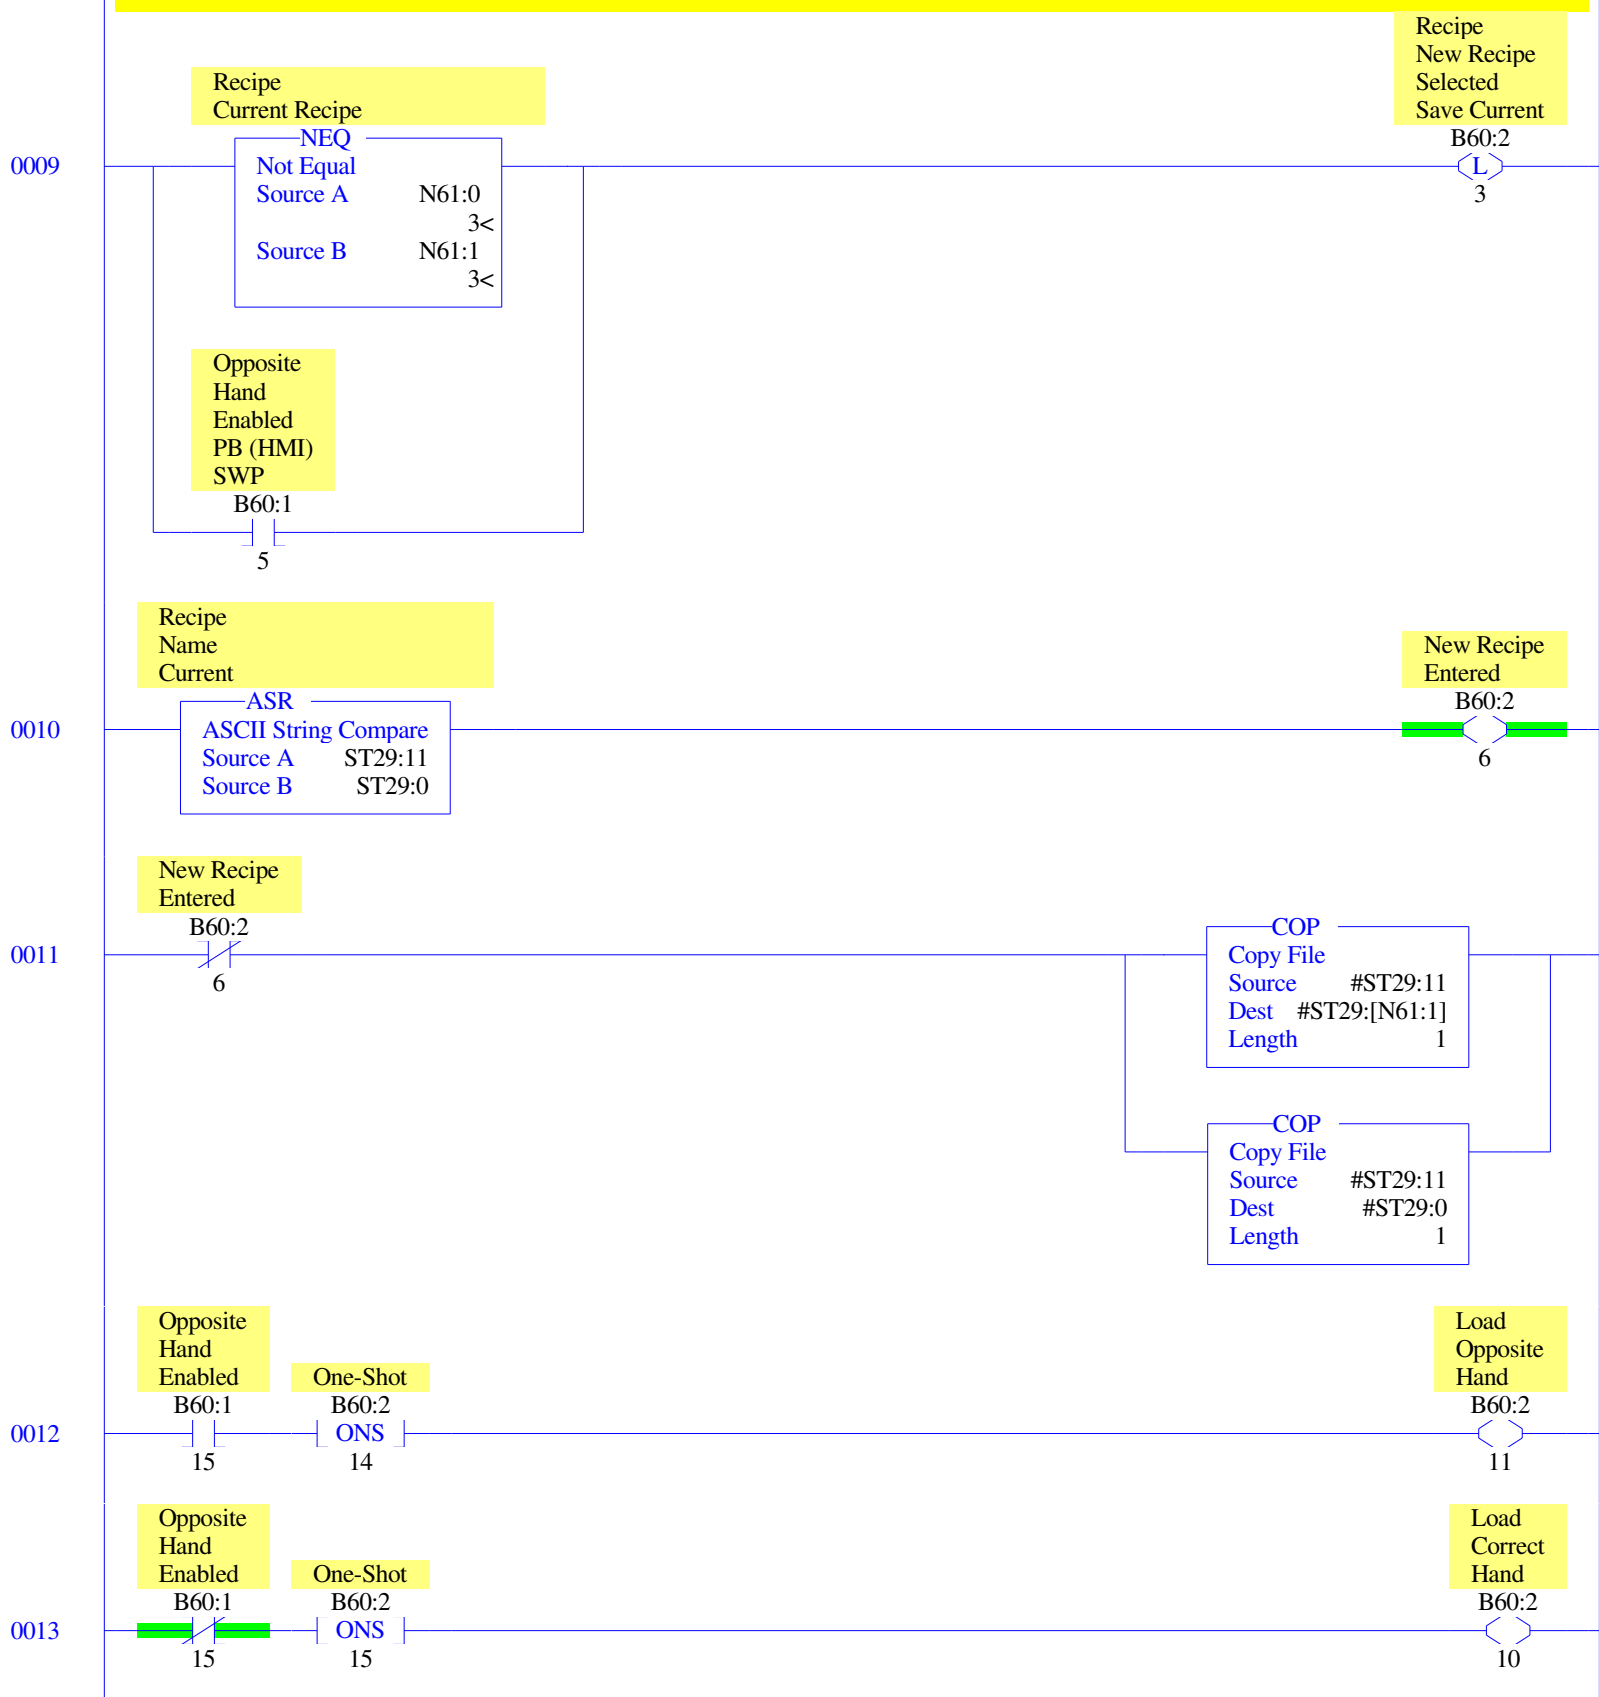 Recipe
New Recipe
Selected
Save Current
B60:2
Recipe
Current Recipe
NEQ
0009
Not Equal
L
Source A N61:0
3
3<
Source B N61:1
3<
Opposite
Hand
Enabled
PB (HMI)
SWP
B60:1
5
Recipe
Name
Current
New Recipe
Entered
B60:2
ASR
0010
ASCII String Compare
Source A ST29:11
Source B ST29:0
6
New Recipe
Entered
B60:2
0011
6
COP
Copy File
Source #ST29:11
Dest #ST29:[N61:1]
Length 1
COP
Copy File
Source #ST29:11
Dest #ST29:0
Length 1
Opposite
Hand
Enabled
B60:1
One-Shot
B60:2
Load
Opposite
Hand
B60:2
0012
ONS
15
14
11
Opposite
Hand
Enabled
B60:1
One-Shot
B60:2
Load
Correct
Hand
B60:2
0013
ONS
15
15
10